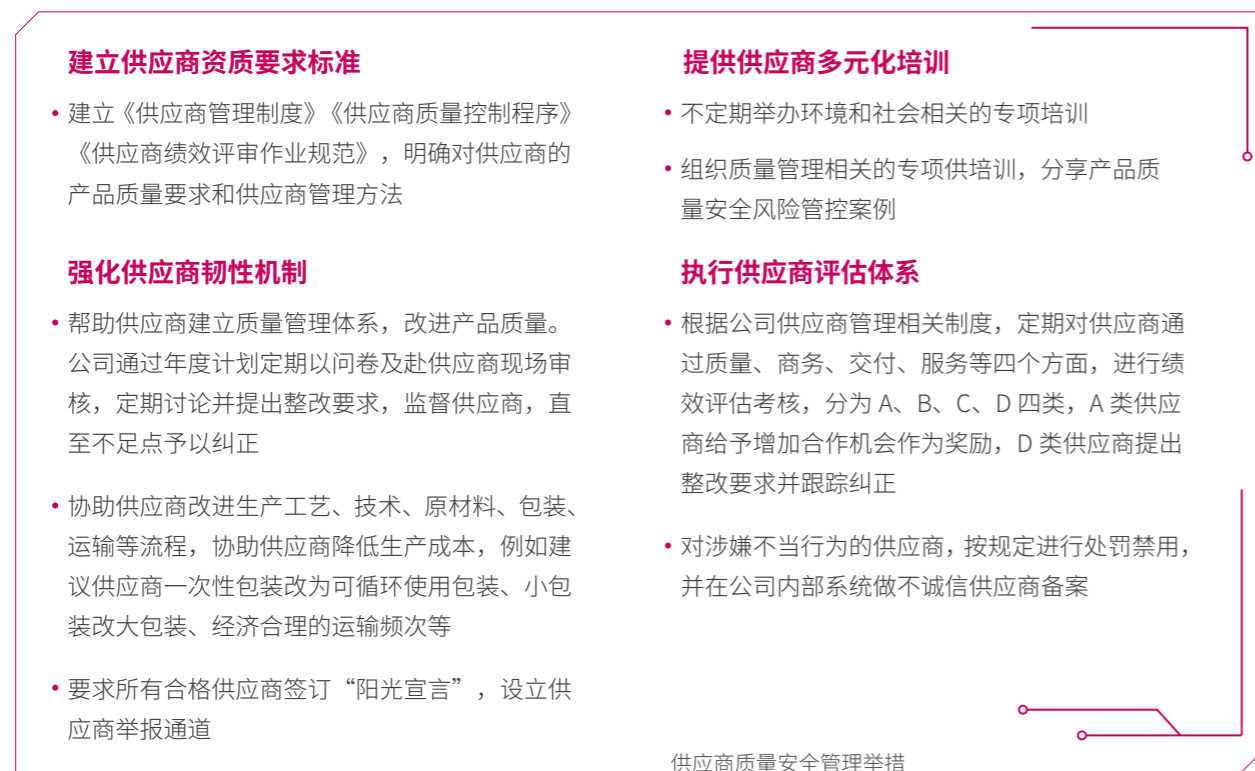 建立供应商资质要求标准
• 建立《供应商管理制度》《供应商质量控制程序》
《供应商绩效评审作业规范》，明确对供应商的
产品质量要求和供应商管理方法
强化供应商韧性机制
• 帮助供应商建立质量管理体系，改进产品质量。
公司通过年度计划定期以问卷及赴供应商现场审
核，定期讨论并提出整改要求，监督供应商，直
至不足点予以纠正
• 协助供应商改进生产工艺、技术、原材料、包装、
运输等流程，协助供应商降低生产成本，例如建
议供应商一次性包装改为可循环使用包装、小包
装改大包装、经济合理的运输频次等
• 要求所有合格供应商签订“阳光宣言”，设立供
应商举报通道
提供供应商多元化培训
• 不定期举办环境和社会相关的专项培训
• 组织质量管理相关的专项供培训，分享产品质
量安全风险管控案例
执行供应商评估体系
• 根据公司供应商管理相关制度，定期对供应商通
过质量、商务、交付、服务等四个方面，进行绩
效评估考核，分为 A、B、C、D 四类，A 类供应
商给予增加合作机会作为奖励，D 类供应商提出
整改要求并跟踪纠正
• 对涉嫌不当行为的供应商，按规定进行处罚禁用，
并在公司内部系统做不诚信供应商备案
供应商质量安全管理举措